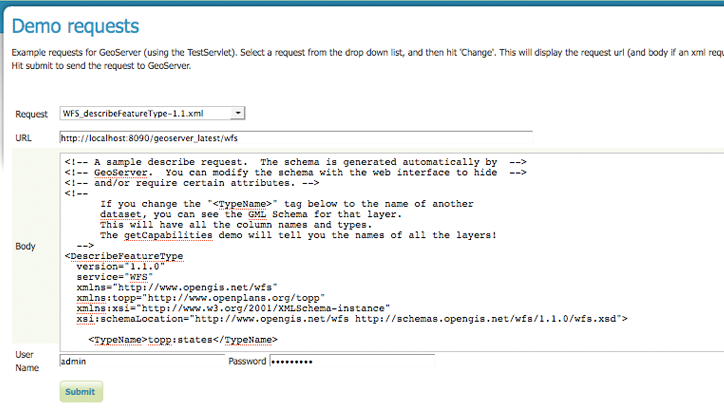 Demo requests
Example requests for GeoServer (using the TestServlet). Select a request from the drop down list, and then hit 'Change'. This will display the request url (and body if an xml requ
Hit submit to send the request to GeoServer.
Request WFS_describeFeatureType-1.1.xml
URL http://localhost:8090/geoserver_latest/wfs
<!-- A sample describe request.  The schema is generated automatically by  -->
<!-- GeoServer.  You can modify the schema with the web interface to hide  -->
<!-- and/or require certain attributes. -->
<!--
If you change the "<TypeName>" tag below to the name of another
dataset, you can see the GML Schema for that layer.
This will have all the column names and types.
The getCapabilities demo will tell you the names of all the layers!
Body -->
<DescribeFeatureType
version="1.1.0"
service="WFS"
xmlns="http://www.opengis.net/wfs"
xmlns:topp="http://www.openplans.org/topp"
xmlns:xsi="http://www.w3.org/2001/XMLSchema-instance"
xsi:schemaLocation="http://www.opengis.net/wfs http://schemas.opengis.net/wfs/1.1.0/wfs.xsd">
<TypeName>topp:states</TypeName>
User Name admin Password •••••••••
Submit